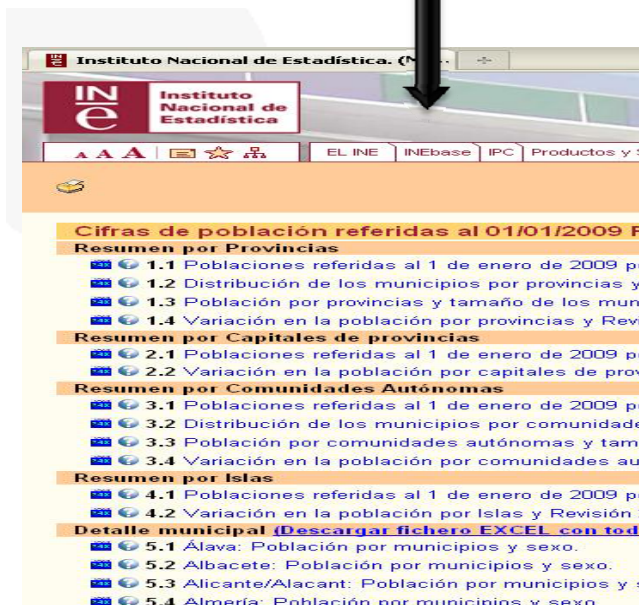 Instituto Nacional de Estadística. (M
INe
Instituto
Nacional de
Estadística
A A A
EL INE INEbase IPC Productos y
Cifras de población referidas al 01/01/2009
Resumen por Provincias
1.1 Poblaciones referidas al 1 de enero de 2009
1.2 Distribución de los municipios por provincias y
1.3 Población por provincias y tamaño de los
1.4 Variación en la población por provincias y
Resumen por Capitales de provincias
2.1 Poblaciones referidas al 1 de enero de 2009
2.2 Variación en la población por capitales de
Resumen por Comunidades Autónomas
3.1 Poblaciones referidas al 1 de enero de 2009
3.2 Distribución de los municipios por
3.3 Población por comunidades autónomas y
3.4 Variación en la población por comunidades
Resumen por Islas
4.1 Poblaciones referidas al 1 de enero de 2009
4.2 Variación en la población por Islas y Revisión
Detalle municipal (Descargar fichero EXCEL con
5.1 Álava: Población por municipios y sexo.
5.2 Albacete: Población por municipios y sexo.
5.3 Alicante/Alacant: Población por municipios y
5.4 Almería: Población por municipios y sexo.